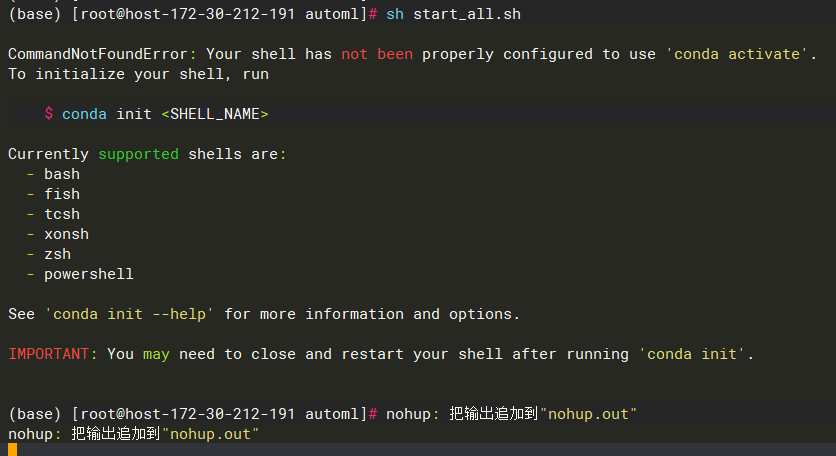 (base) [root@host-172-30-212-191 automl]# sh start_all.sh
CommandNotFoundError: Your shell has not been properly configured to use 'conda activate'.
To initialize your shell, run
$ conda init <SHELL_NAME>
Currently supported shells are:
- bash
- fish
- tcsh
- xonsh
- zsh
- powershell
See 'conda init --help' for more information and options.
IMPORTANT: You may need to close and restart your shell after running 'conda init'.
(base) [root@host-172-30-212-191 automl]# nohup: 把输出追加到"nohup.out"
nohup: 把输出追加到"nohup.out"